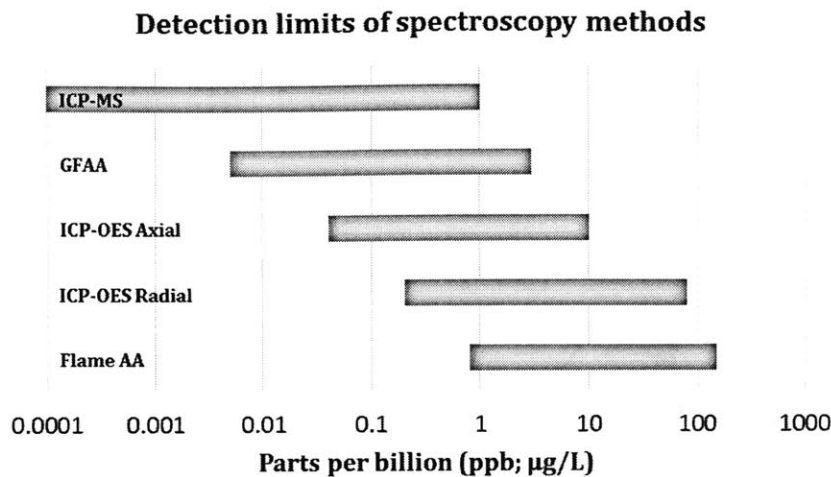 Detection limits of spectroscopy methods
ICP-MS
GFAA
ICP-OES Axial
ICP-OES Radial
Flame AA
0.0001 0.001 0.01 0.1 1 10 100 1000
Parts per billion (ppb; µg/L)